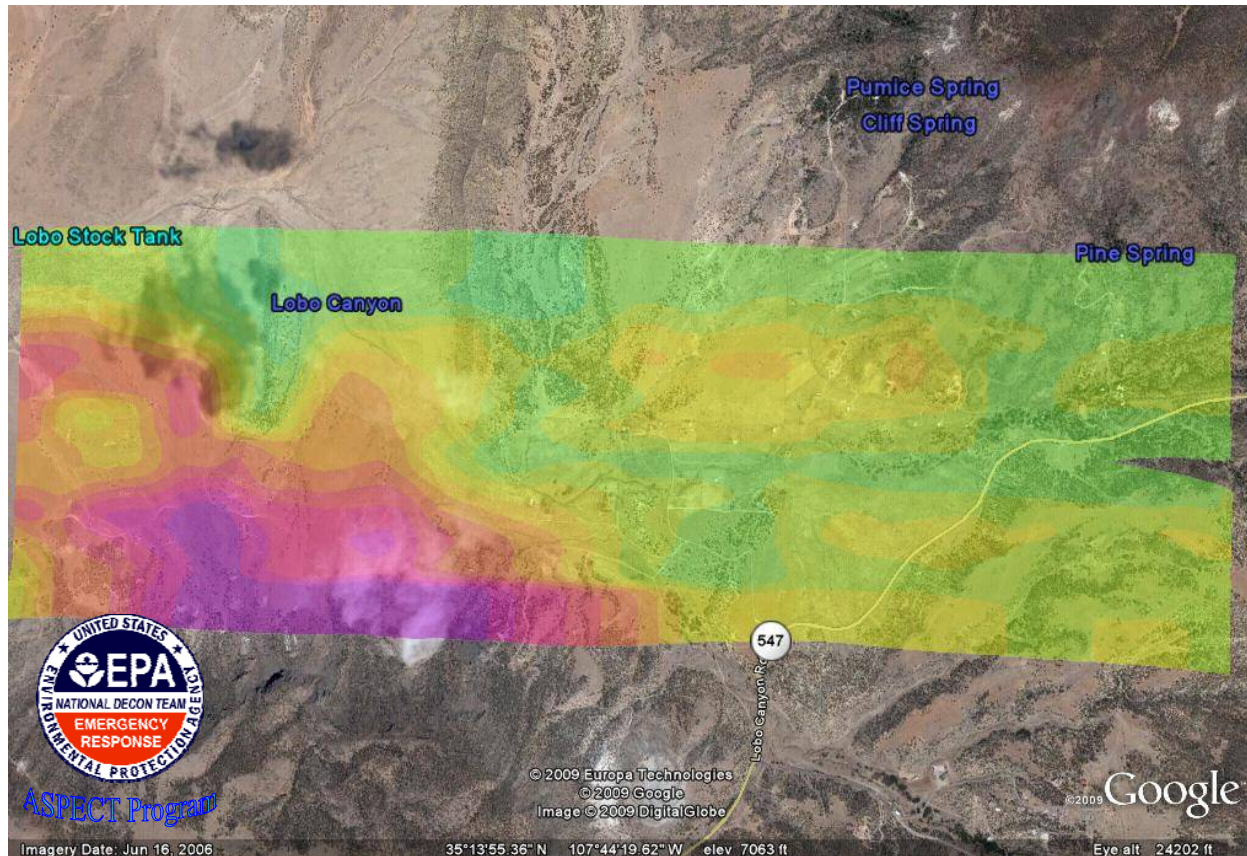 Pumice Spring
Cliff Spring
Lobo Stock Tank
Pine Spring
Lobo Canyon
547
Lobo Canyon Rd
UNITED STATES
ENVIRONMENTAL PROTECTION AGENCY
EPA
NATIONAL DECON TEAM
EMERGENCY
RESPONSE
ASPECT Program
© 2009 Europa Technologies
© 2009 Google
Image © 2009 DigitalGlobe
©2009 Google
Imagery Date: Jun 16, 2006
35°13'55.36" N 107°44'19.62" W elev 7063 ft
Eye alt 24202 ft